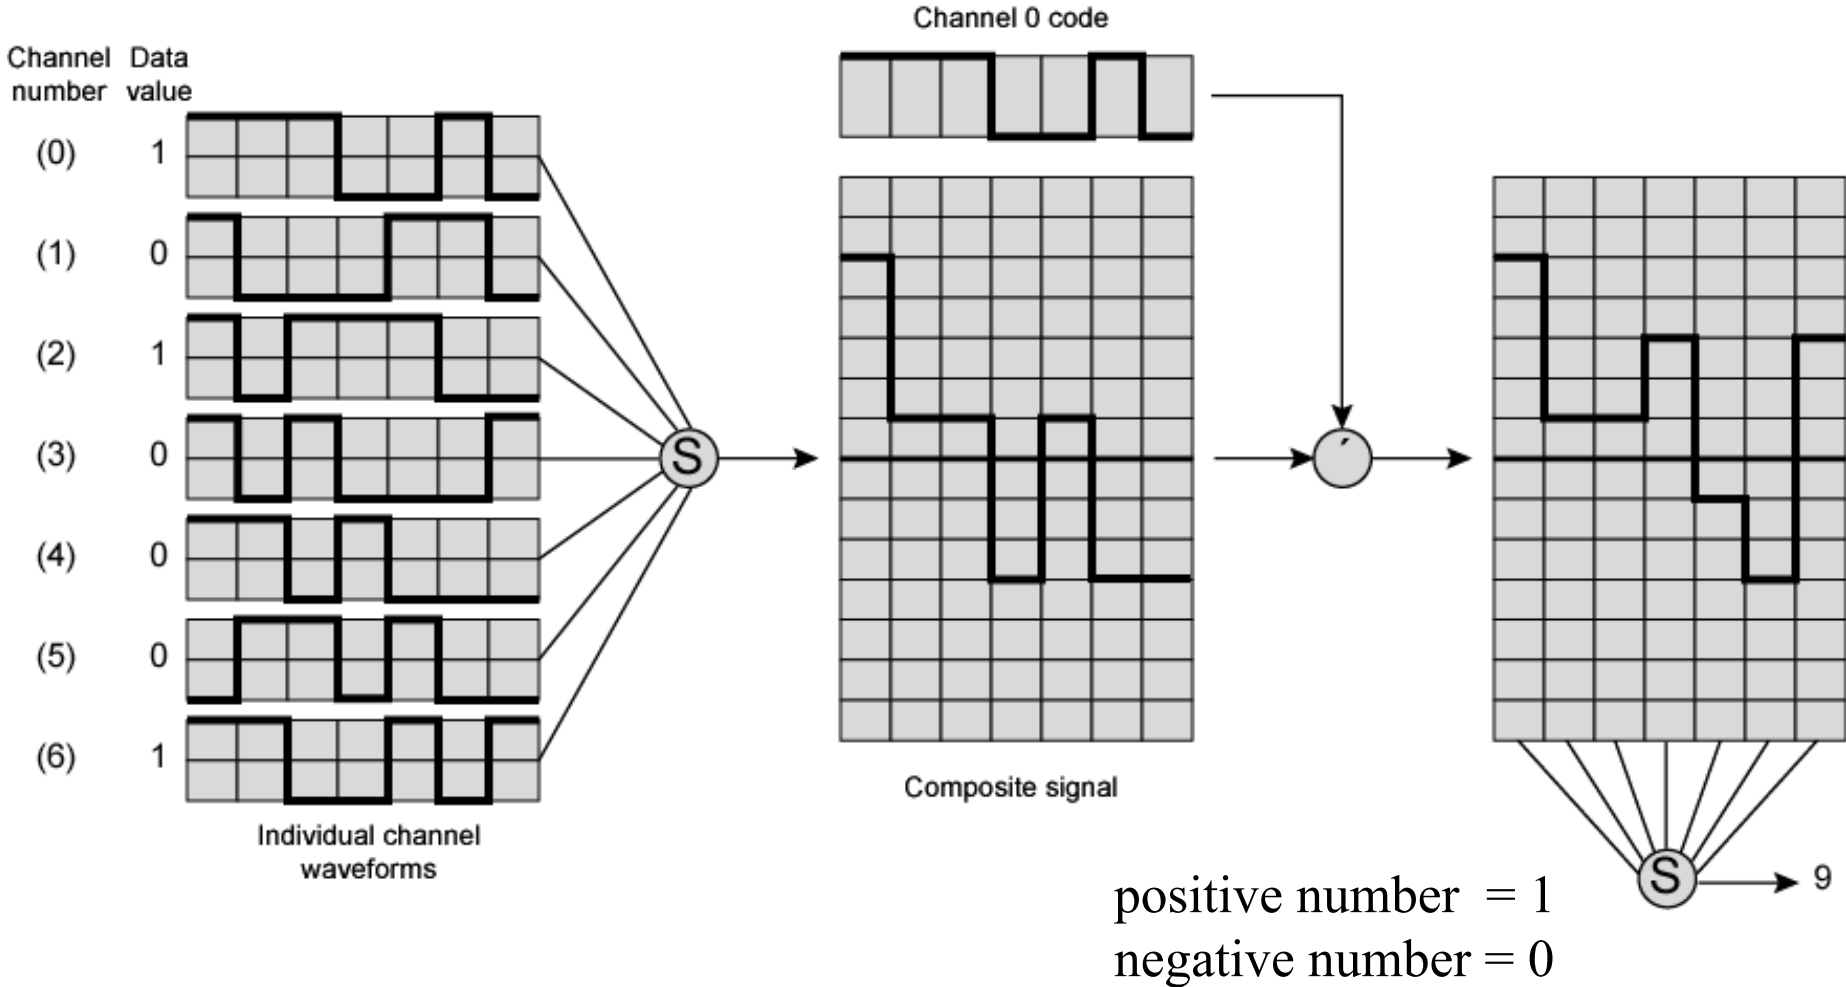 Channel 0 code
Channel Data
number value
(0) 1
(1) 0
(2) 1
(3) 0
(4) 0
(5) 0
(6) 1
S
´
Individual channel
waveforms
Composite signal
S
9
positive number = 1
negative number = 0